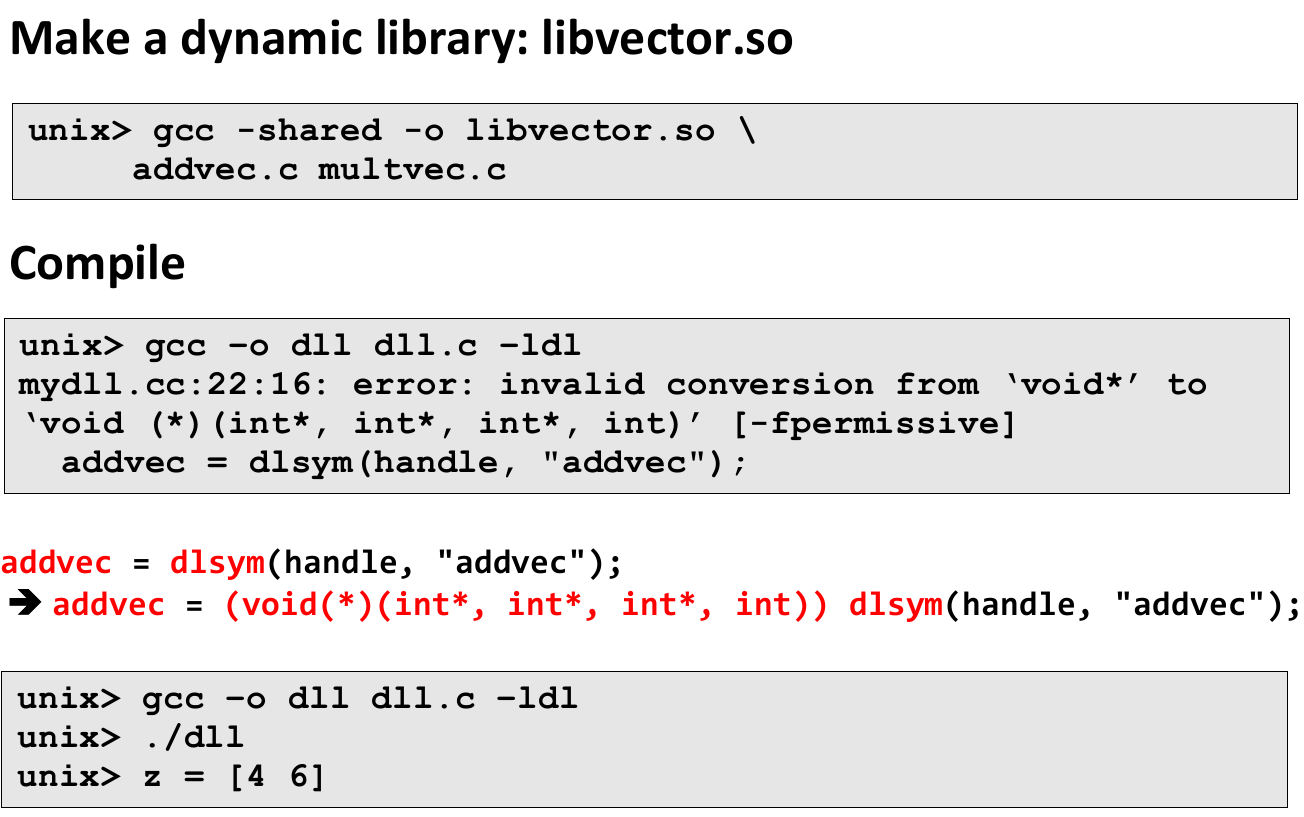 Make a dynamic library: libvector.so
unix> gcc -shared -o libvector.so \
addvec.c multvec.c
Compile
unix> gcc –o dll dll.c –ldl
mydll.cc:22:16: error: invalid conversion from ‘void*’ to
‘void (*)(int*, int*, int*, int)’ [-fpermissive]
addvec = dlsym(handle, "addvec");
addvec = dlsym(handle, "addvec");
➔ addvec = (void(*)(int*, int*, int*, int)) dlsym(handle, "addvec");
unix> gcc –o dll dll.c –ldl
unix> ./dll
unix> z = [4 6]